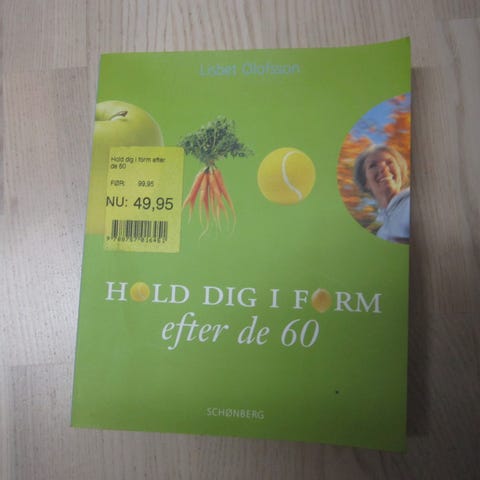 Lisbet Olofsson
Hold dig i form efter
de 60
FØR: 99,95
NU: 49,95
HOLD DIG I FORM
efter de 60
SCHØNBERG